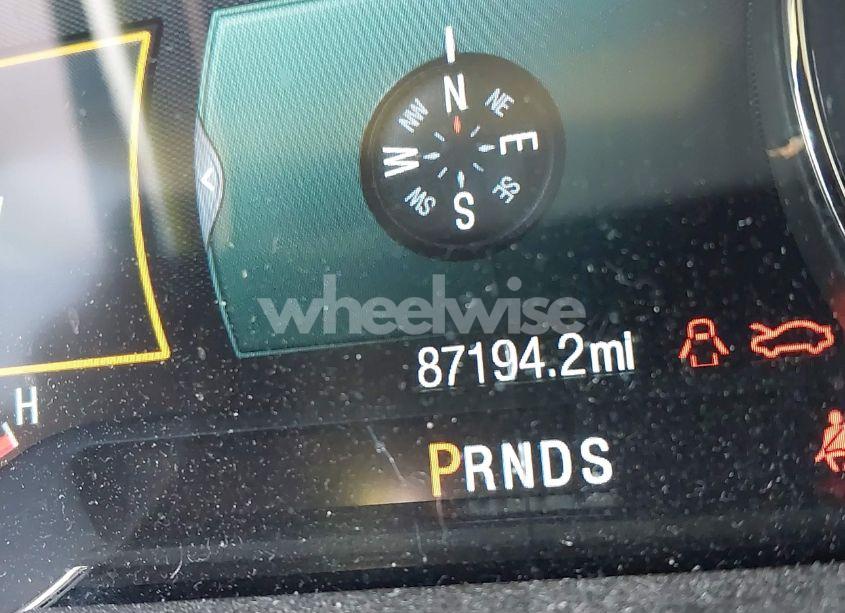 N
NW NE
W E
SW SE
S
wheelwise
87194.2mi
H
PRNDS